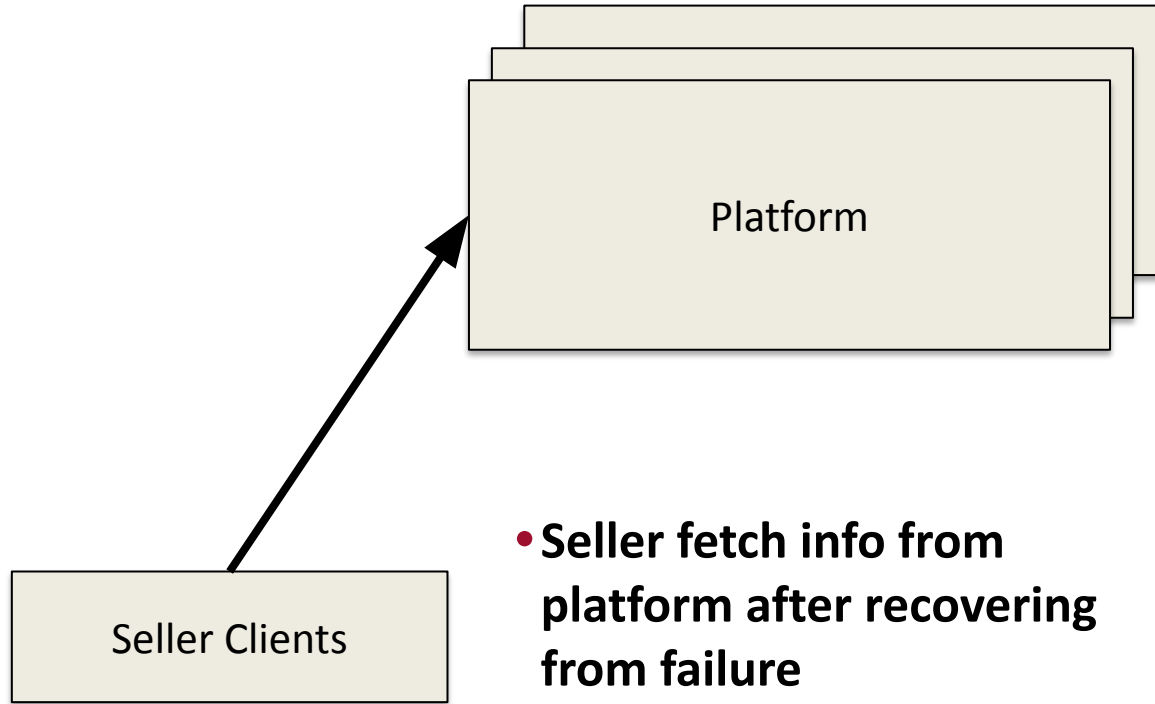 Platform
Seller Clients
• Seller fetch info from
platform after recovering
from failure